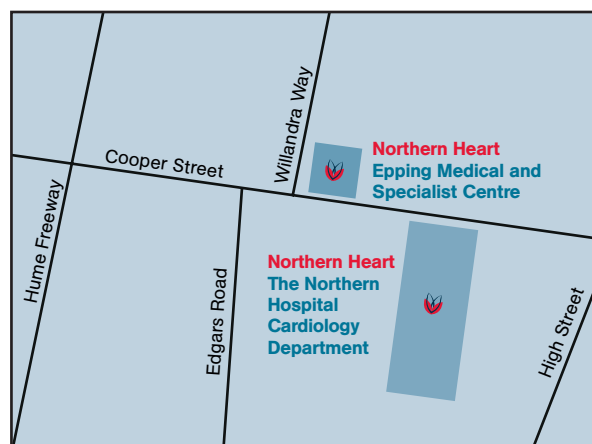 Willandra Way
Cooper Street
Northern Heart
Epping Medical and
Specialist Centre
Hume Freeway
Edgars Road
Northern Heart
The Northern
Hospital
Cardiology
Department
High Street